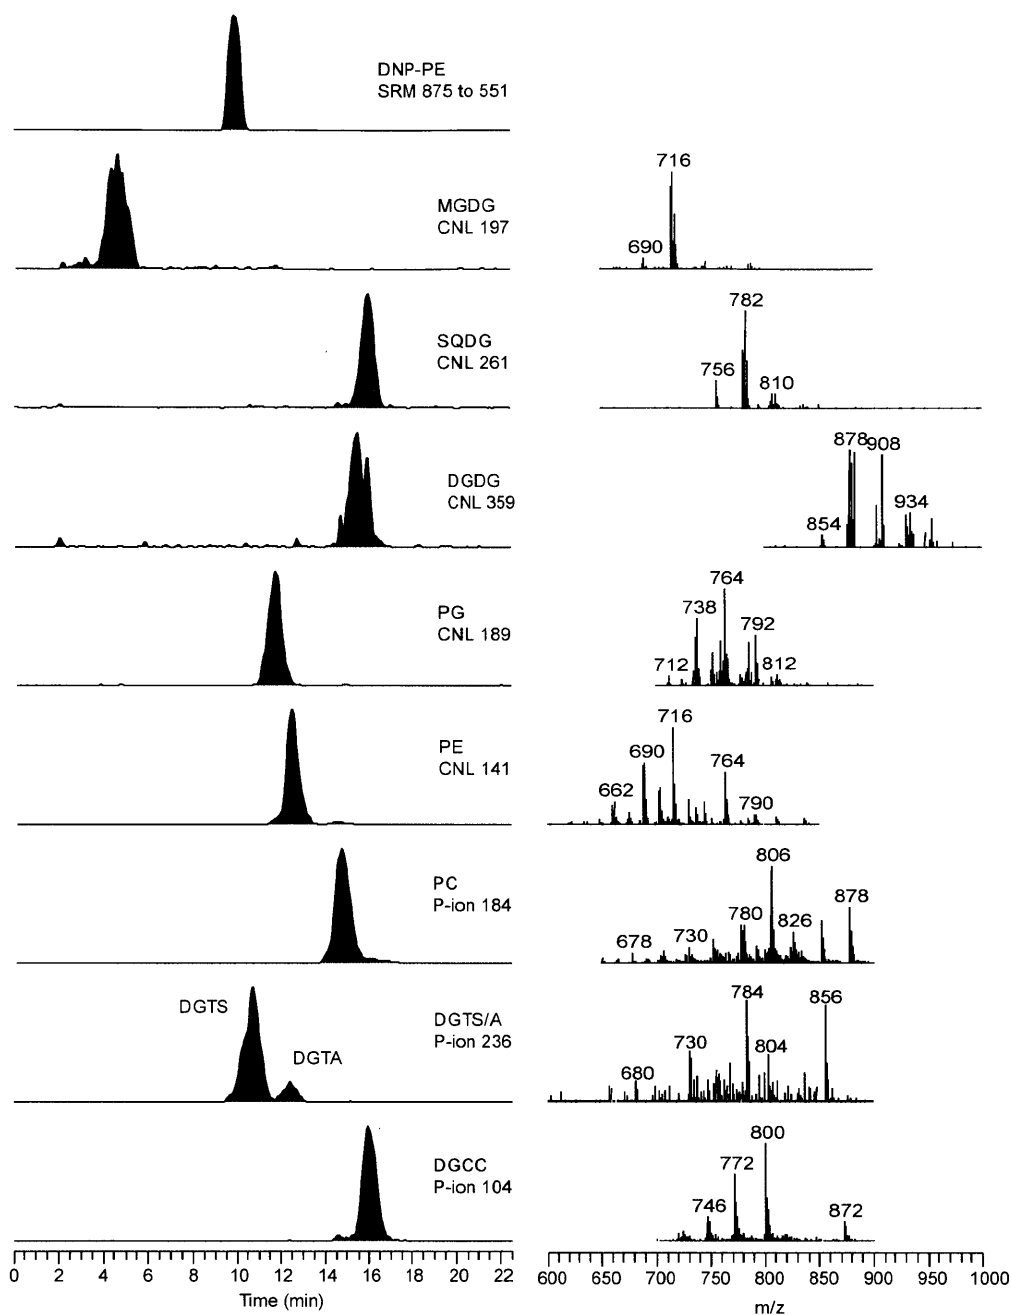 DNP-PE
SRM 875 to 551
MGDG
CNL 197
716
690
SQDG
CNL 261
782
756
810
DGDG
CNL 359
878
908
934
854
PG
CNL 189
764
738
792
712
812
PE
CNL 141
716
690
764
662
790
PC
P-ion 184
806
878
780
826
730
678
DGTS
DGTA
DGTS/A
P-ion 236
784
856
730
804
680
DGCC
P-ion 104
800
772
746
872
0 2 4 6 8 10 12 14 16 18 20 22
Time (min)
600 650 700 750 800 850 900 950 1000
m/z